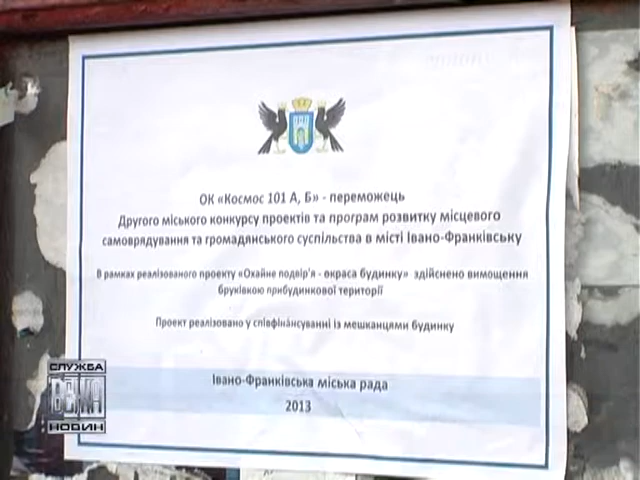 ОК «Космос 101 А, Б» - переможець
Другого міського конкурсу проектів та програм розвитку місцевого
самоврядування та громадянського суспільства в місті Івано-Франківську
В рамках реалізованого проекту «Охайне подвір'я - окраса будинку» здійснено вимощення
бруківкою прибудинкової території
Проект реалізовано у співфінансуванні із мешканцями будинку
Івано-Франківська міська рада
2013
СЛУЖБА
ВЕЖА
НОВИН